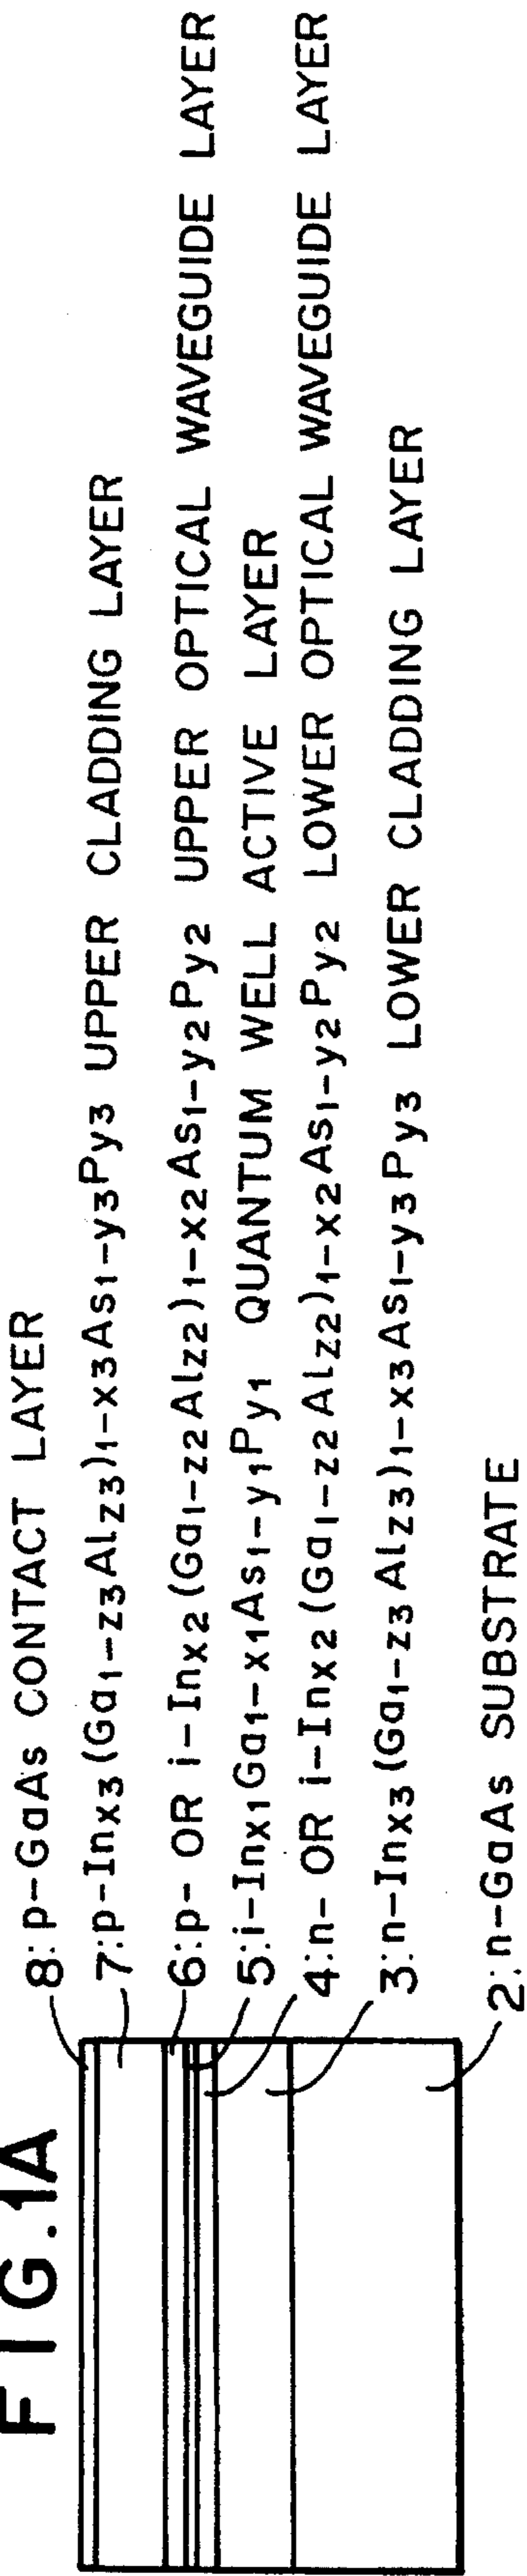 FIG.1A
8: p-GaAs CONTACT LAYER
7: p-Inx3(Ga1-z3Alz3)1-x3As1-y3Py3 UPPER CLADDING LAYER
6: p- OR i-Inx2(Ga1-z2Alz2)1-x2As1-y2Py2 UPPER OPTICAL WAVEGUIDE LAYER
5: i-Inx1Ga1-x1As1-y1Py1 QUANTUM WELL ACTIVE LAYER
4: n- OR i-Inx2(Ga1-z2Alz2)1-x2As1-y2Py2 LOWER OPTICAL WAVEGUIDE LAYER
3: n-Inx3(Ga1-z3Alz3)1-x3As1-y3Py3 LOWER CLADDING LAYER
2: n-GaAs SUBSTRATE